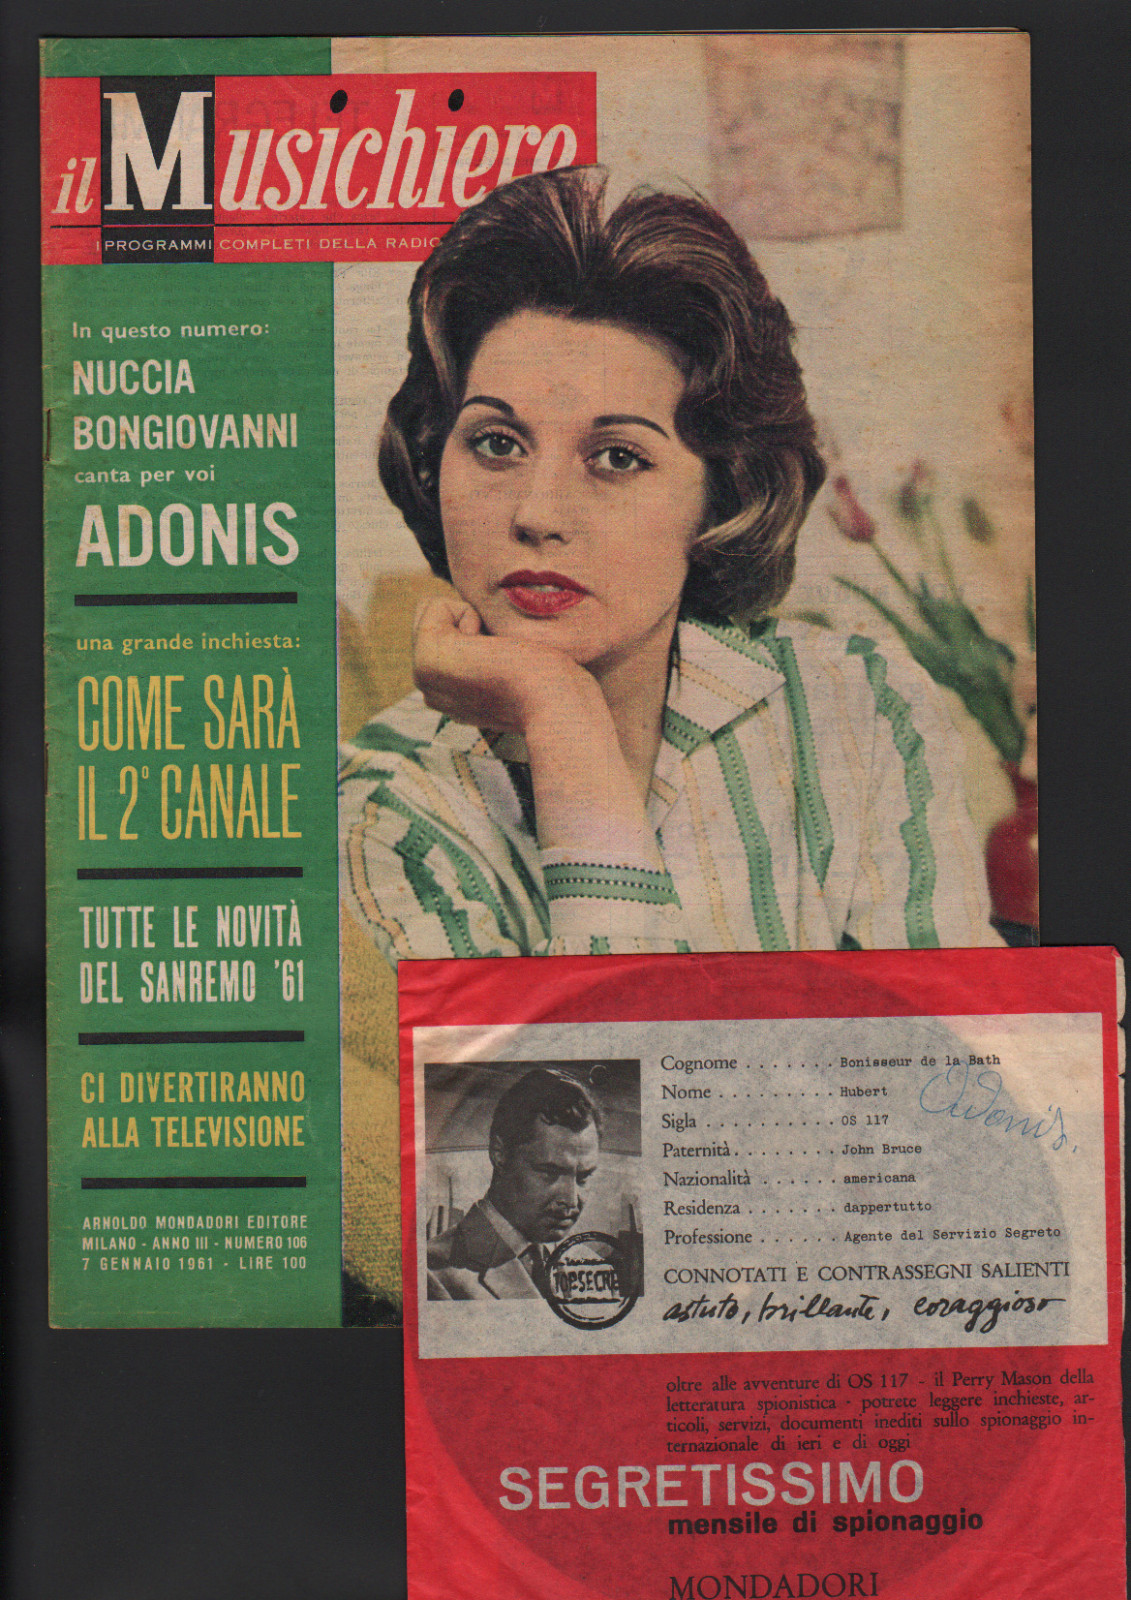 il Musichiere
I PROGRAMMI COMPLETI DELLA RADIO
In questo numero:
NUCCIA
BONGIOVANNI
canta per voi
ADONIS
una grande inchiesta:
COME SARÀ
IL 2° CANALE
TUTTE LE NOVITÀ
DEL SANREMO '61
CI DIVERTIRANNO
ALLA TELEVISIONE
ARNOLDO MONDADORI EDITORE
MILANO - ANNO III - NUMERO 106
7 GENNAIO 1961 - LIRE 100
Cognome . . . . . . . Bonisseur de la Bath
Nome . . . . . . . . . Hubert
Adonis.
Sigla . . . . . . . . . . OS 117
Paternità . . . . . . . . John Bruce
Nazionalità . . . . . . americana
Residenza . . . . . . . dappertutto
Professione . . . . . . Agente del Servizio Segreto
TOP SECRE
CONNOTATI E CONTRASSEGNI SALIENTI
astuto, brillante, coraggioso
oltre alle avventure di OS 117 - il Perry Mason della
letteratura spionistica - potrete leggere inchieste, ar-
ticoli, servizi, documenti inediti sullo spionaggio in-
ternazionale di ieri e di oggi
SEGRETISSIMO
mensile di spionaggio
MONDADORI